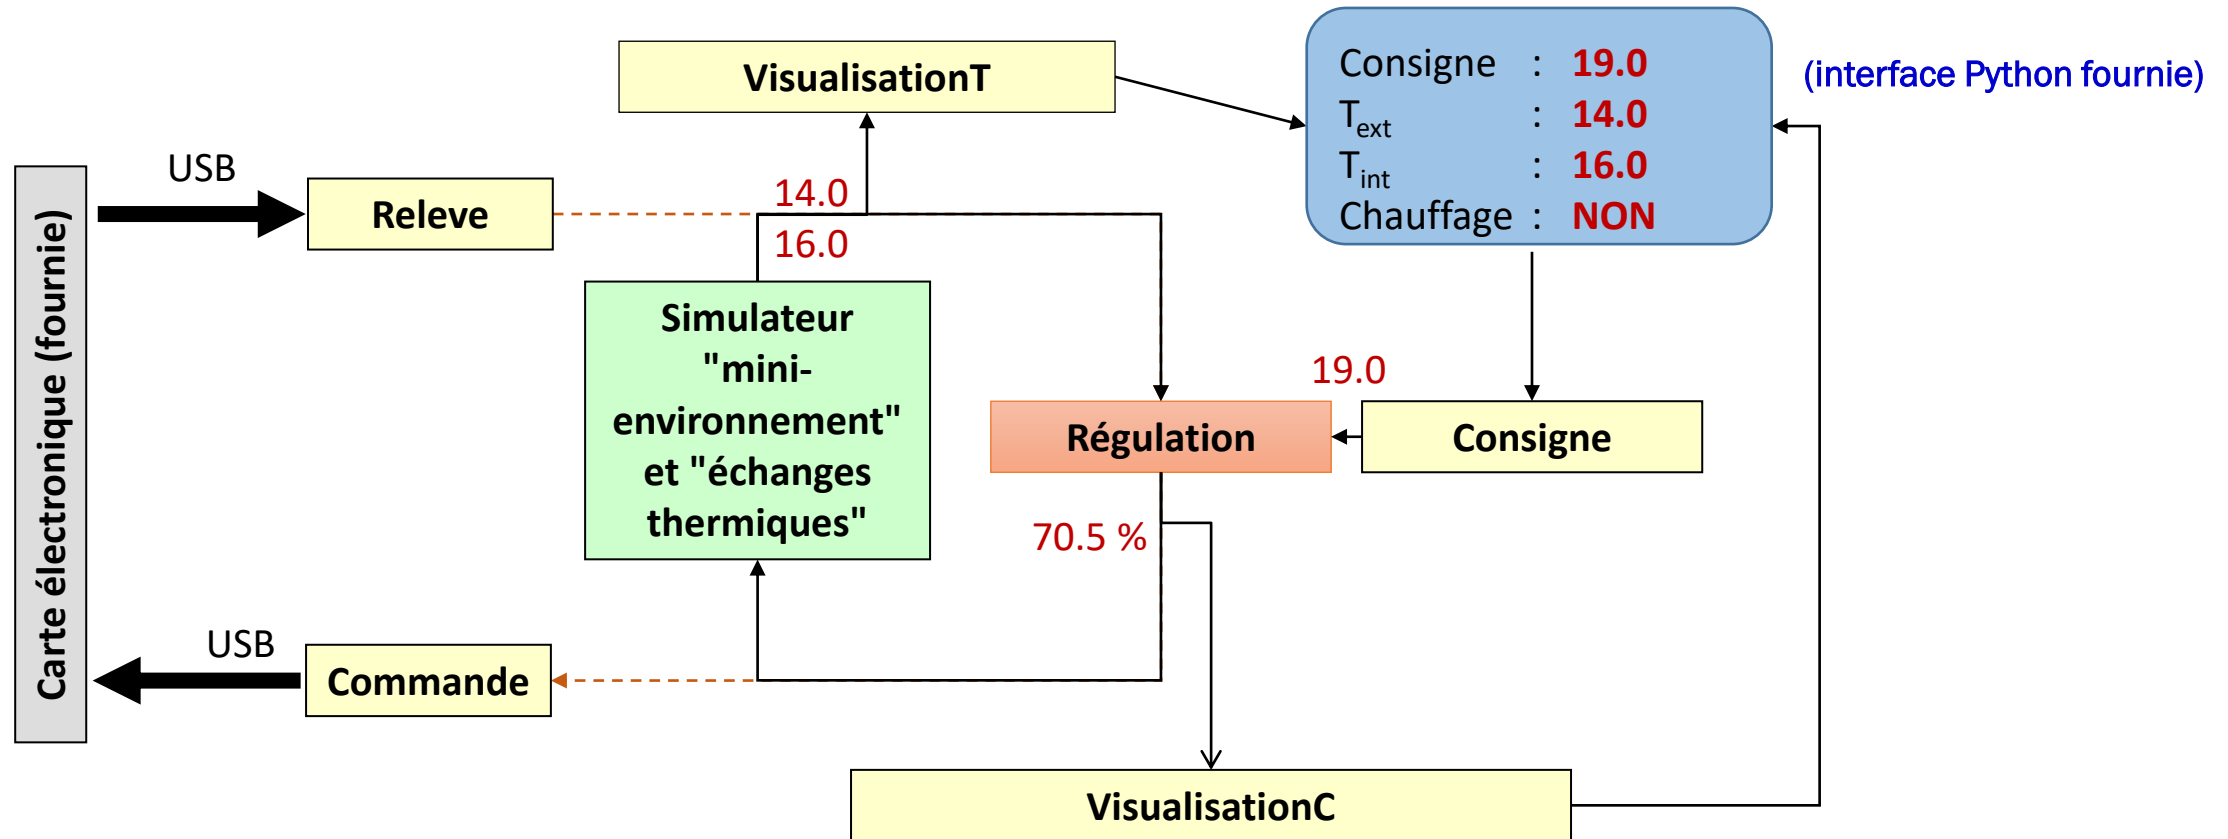 VisualisationT
Consigne : 19.0
Text : 14.0
Tint : 16.0
Chauffage : NON
(interface Python fournie)
USB
Releve
14.0
16.0
Carte électronique (fournie)
Simulateur
"mini-
environnement"
et "échanges
thermiques"
19.0
Régulation
Consigne
70.5 %
USB
Commande
VisualisationC